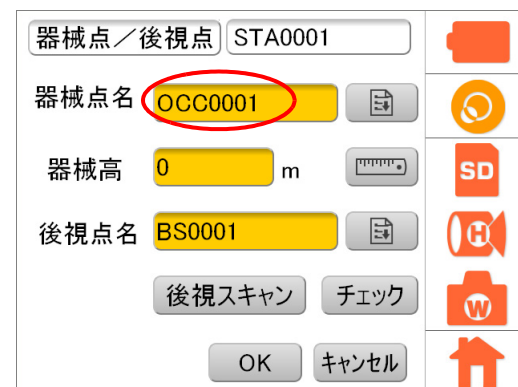 器械点／後視点 STA0001
器械点名 OCC0001
SD
器械高 0 m
H
後視点名 BS0001
後視スキャン チェック
W
OK キャンセル